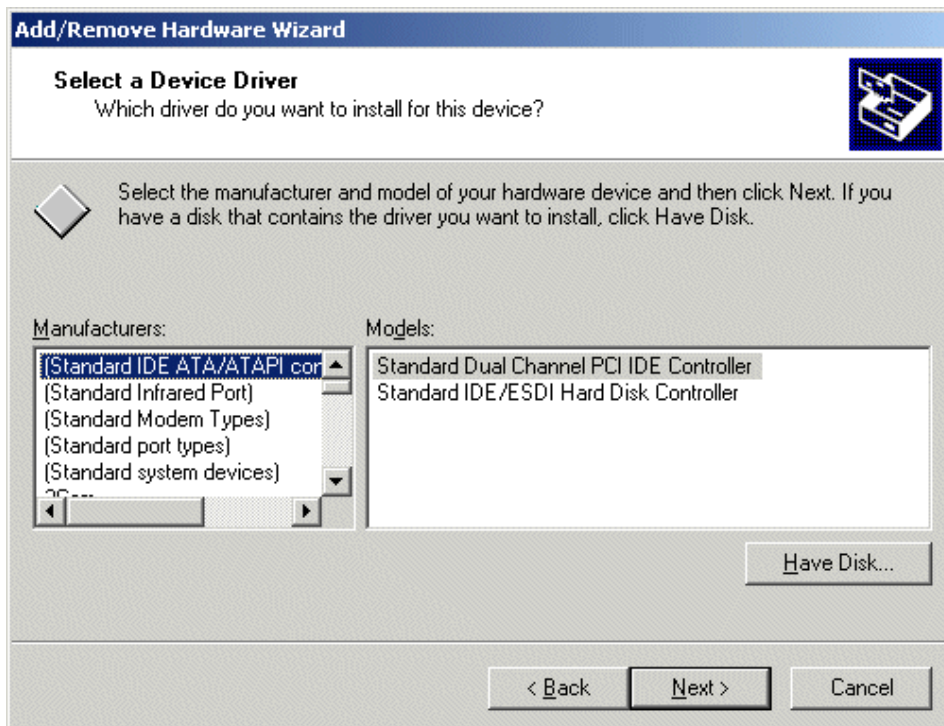 Add/Remove Hardware Wizard
Select a Device Driver
Which driver do you want to install for this device?
Select the manufacturer and model of your hardware device and then click Next. If you
have a disk that contains the driver you want to install, click Have Disk.
Manufacturers:
(Standard IDE ATA/ATAPI con
(Standard Infrared Port)
(Standard Modem Types)
(Standard port types)
(Standard system devices)
Models:
Standard Dual Channel PCI IDE Controller
Standard IDE/ESDI Hard Disk Controller
Have Disk...
< Back
Next >
Cancel